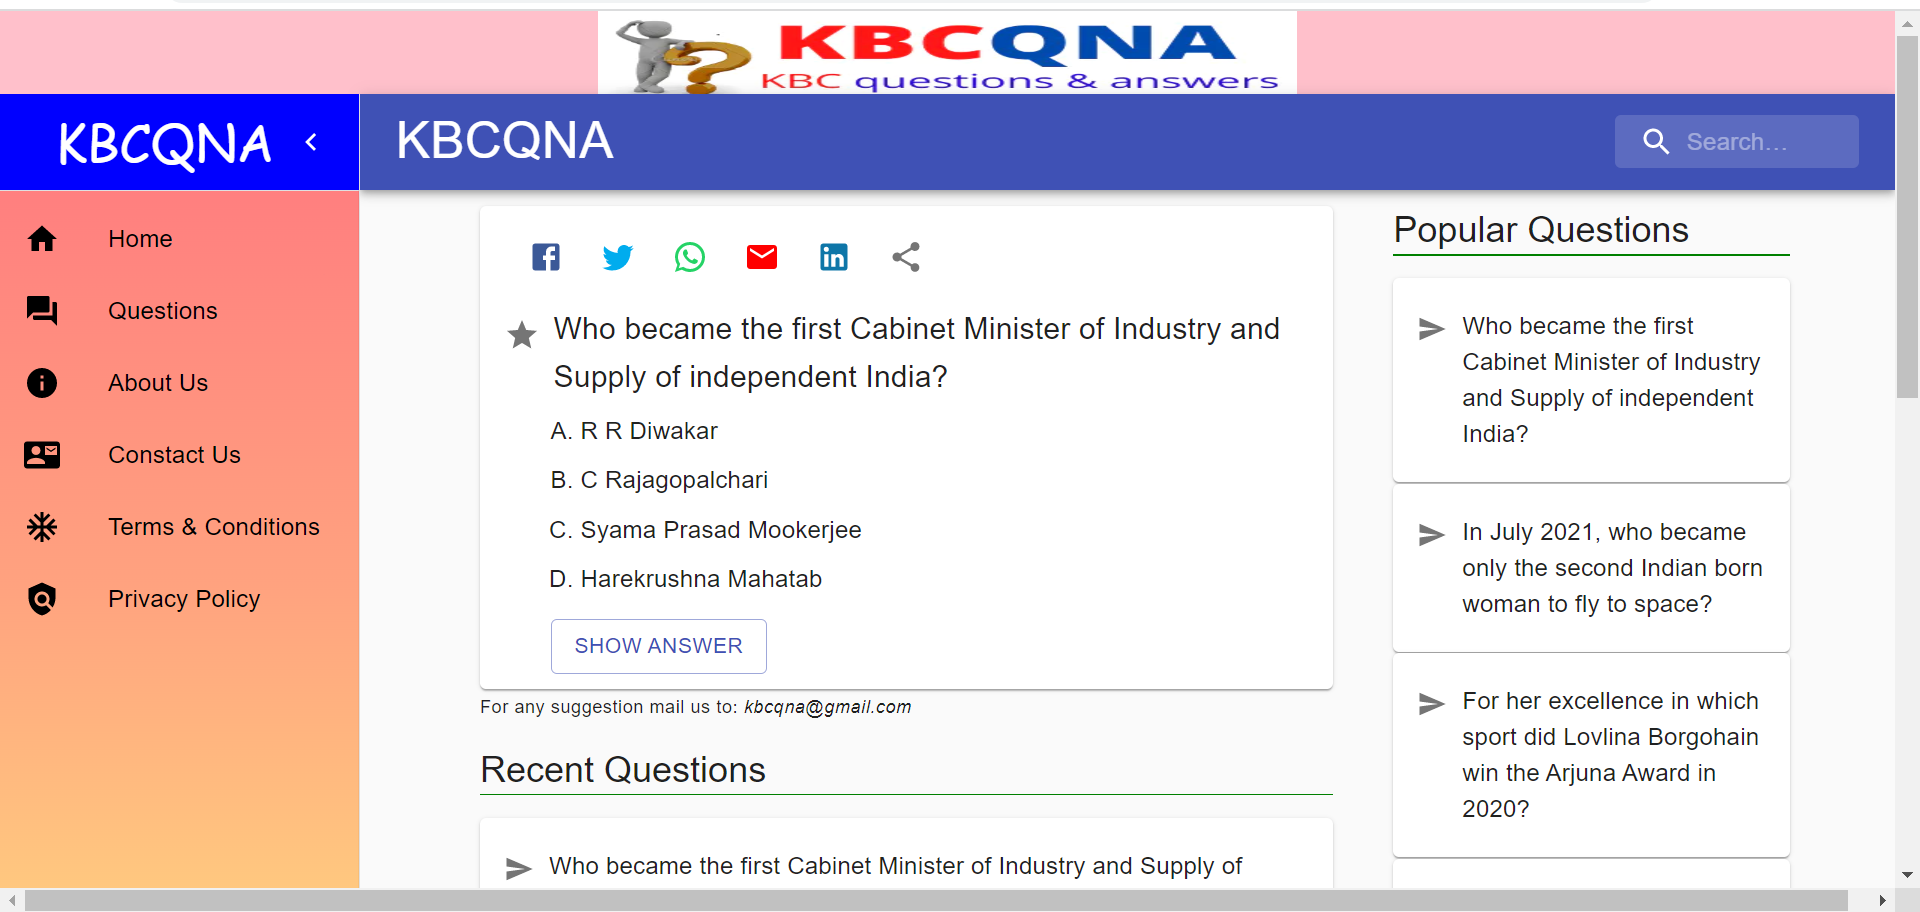 KBCQNA
KBC questions & answers
KBCQNA
KBCQNA
Search...
Home
Questions
About Us
Constact Us
Terms & Conditions
Privacy Policy
Who became the first Cabinet Minister of Industry and
Supply of independent India?
A. R R Diwakar
B. C Rajagopalchari
C. Syama Prasad Mookerjee
D. Harekrushna Mahatab
SHOW ANSWER
For any suggestion mail us to: kbcqna@gmail.com
Recent Questions
Who became the first Cabinet Minister of Industry and Supply of
Popular Questions
Who became the first
Cabinet Minister of Industry
and Supply of independent
India?
In July 2021, who became
only the second Indian born
woman to fly to space?
For her excellence in which
sport did Lovlina Borgohain
win the Arjuna Award in
2020?